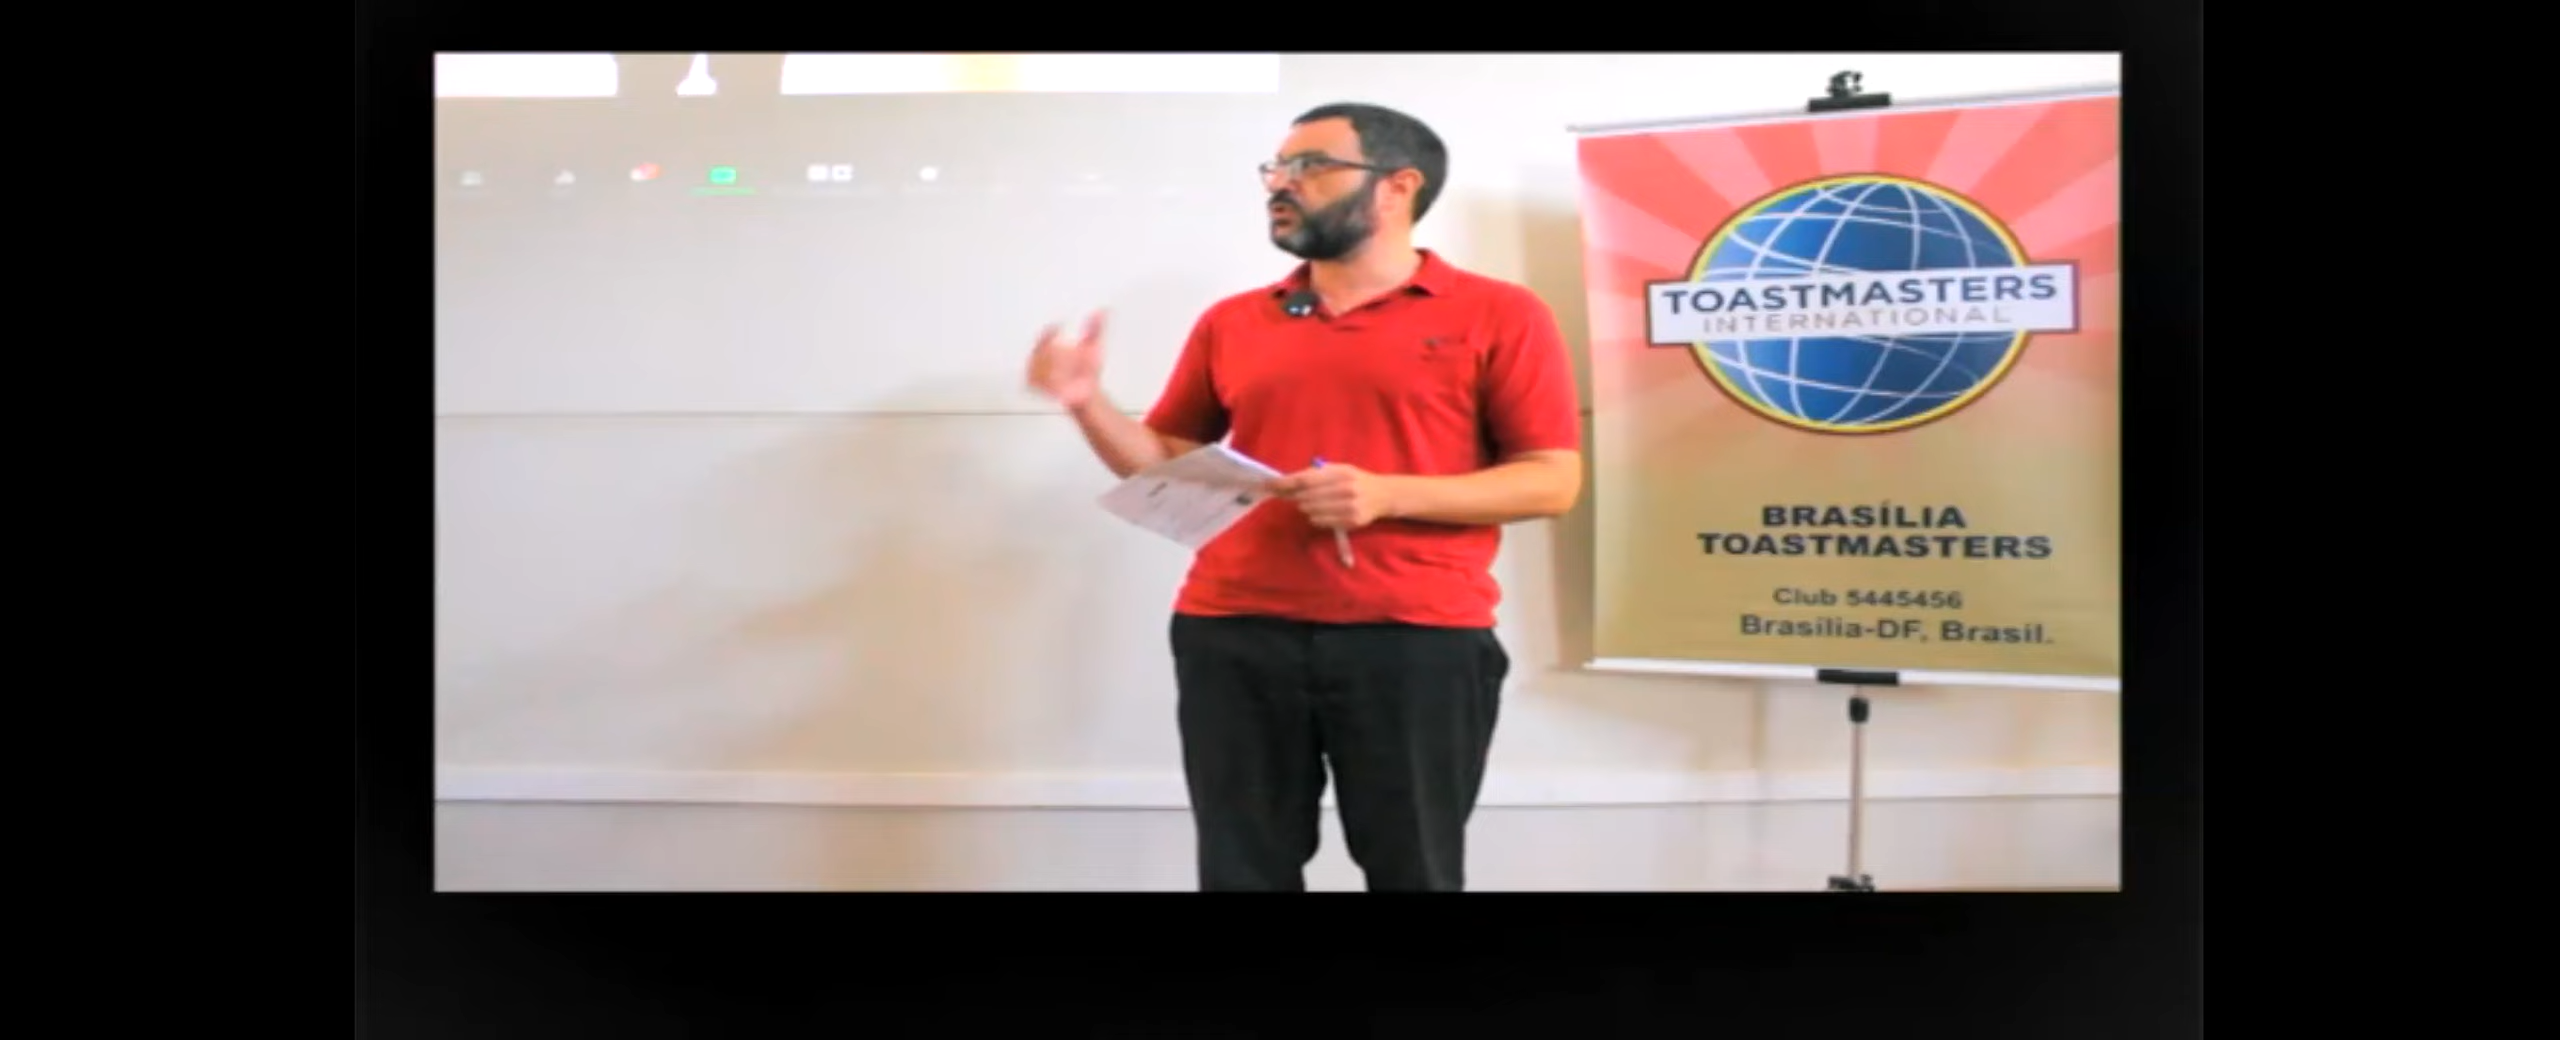 TOASTMASTERS
INTERNATIONAL
BRASÍLIA
TOASTMASTERS
Club 5445456
Brasília-DF, Brasil.